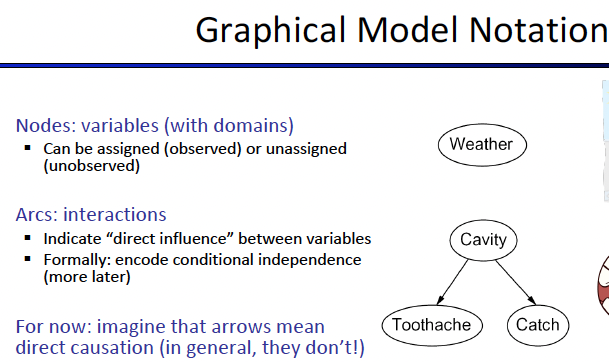 Graphical Model Notation
Nodes: variables (with domains)
▪ Can be assigned (observed) or unassigned
(unobserved)
Weather
Arcs: interactions
▪ Indicate “direct influence” between variables
▪ Formally: encode conditional independence
(more later)
Cavity
Toothache
Catch
For now: imagine that arrows mean
direct causation (in general, they don’t!)